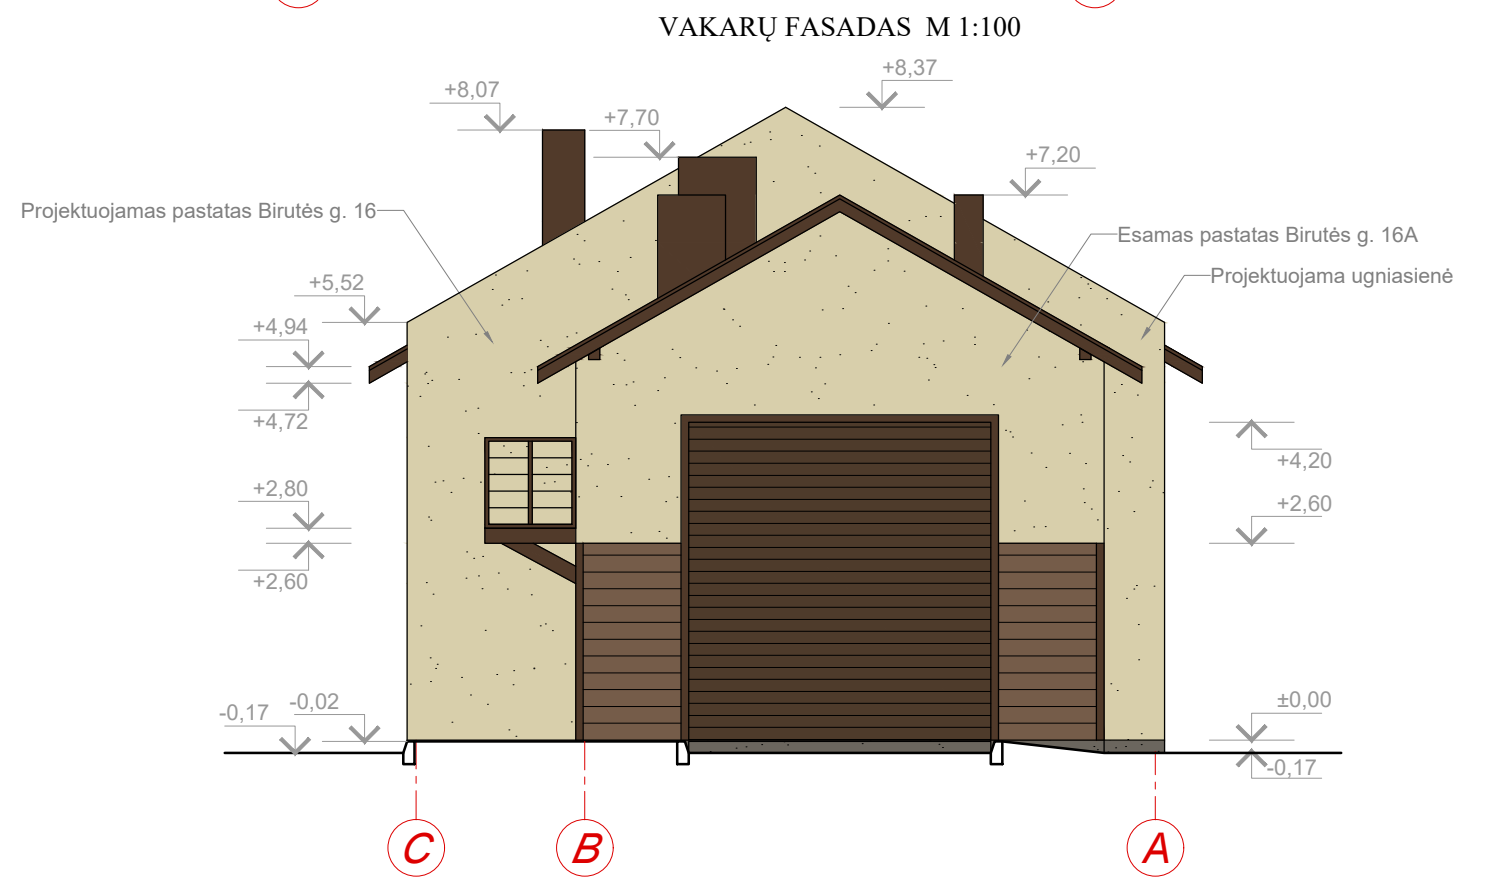 VAKARŲ FASADAS M 1:100
+8,37
+8,07
+7,70
+7,20
Projektuojamas pastatas Birutės g. 16
Esamas pastatas Birutės g. 16A
Projektuojama ugniasienė
+5,52
+4,94
+4,72
+4,20
+2,80
+2,60
+2,60
-0,02
-0,17
±0,00
-0,17
C
B
A